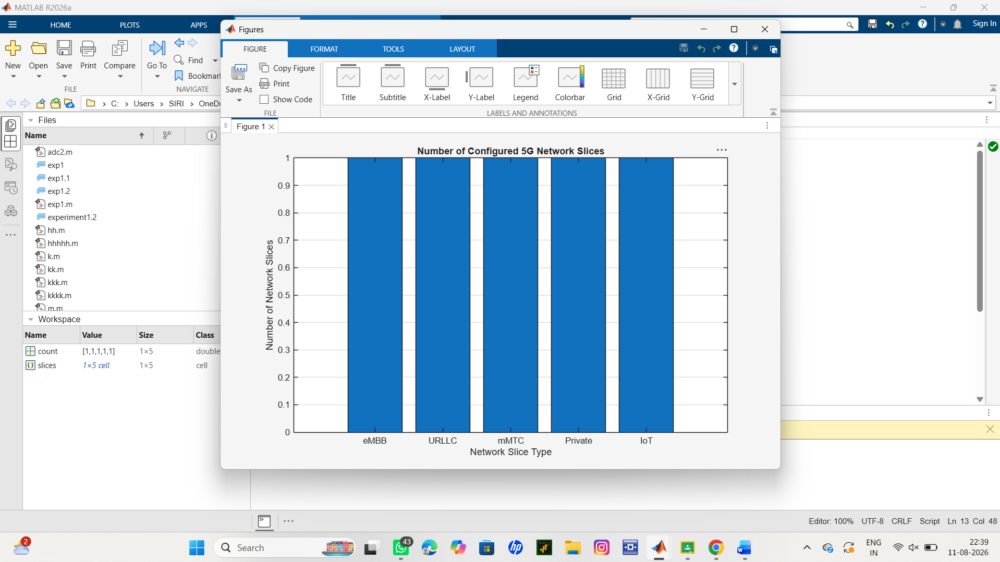 MATLAB R2026a
HOME
PLOTS
APPS
Sign In
New
Open
Save
Print
Compare
Go To
Find
Bookmar
FILE
NAVIGATE
C:
Users
SIRI
OneDr
Files
Name
adc2.m
exp1
exp1.1
exp1.2
exp1.m
experiment1.2
hh.m
hhhhh.m
k.m
kk.m
kkk.m
kkkk.m
m.m
Workspace
Name Value Size Class
count [1,1,1,1,1] 1×5 double
slices 1×5 cell 1×5 cell
Figures
FIGURE
FORMAT
TOOLS
LAYOUT
Save As
Copy Figure
Print
Show Code
FILE
Title
Subtitle
X-Label
Y-Label
Legend
Colorbar
Grid
X-Grid
Y-Grid
LABELS AND ANNOTATIONS
Figure 1
Number of Configured 5G Network Slices
1
0.9
0.8
0.7
0.6
0.5
0.4
0.3
0.2
0.1
0
Number of Network Slices
eMBB URLLC mMTC Private IoT
Network Slice Type
Editor: 100% UTF-8 CRLF Script Ln 13 Col 48
2
Search
43
ENG
IN
22:39
11-08-2026